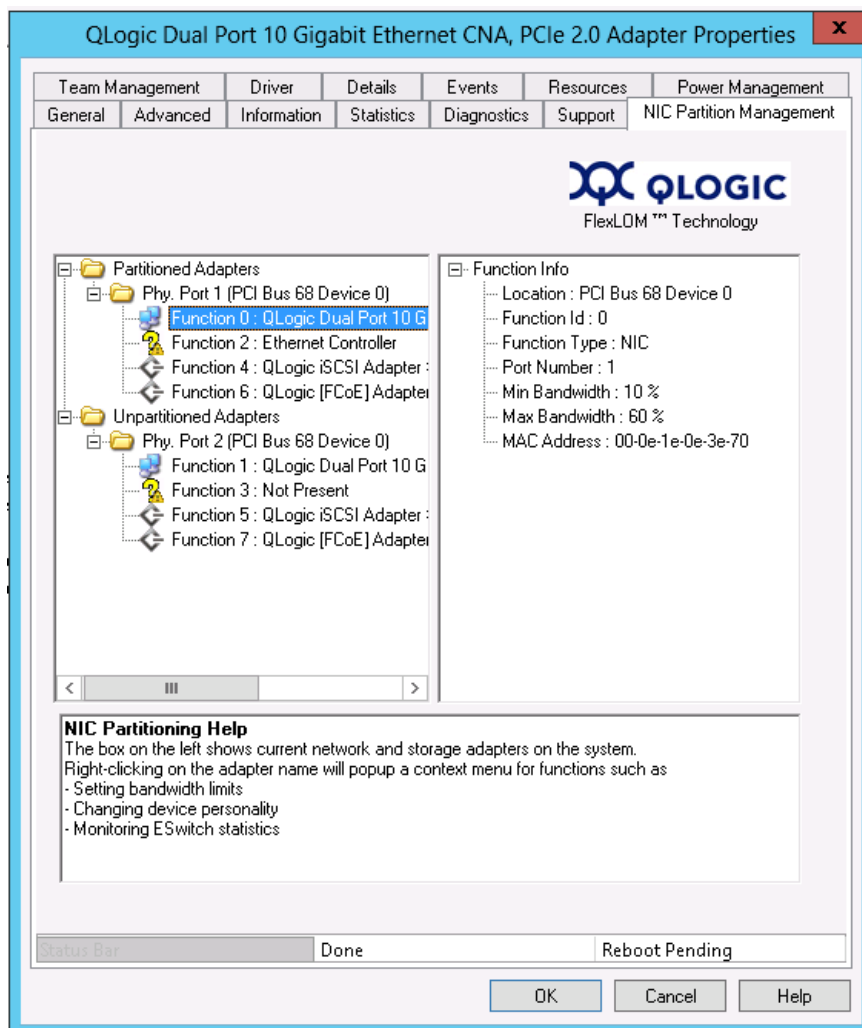 QLogic Dual Port 10 Gigabit Ethernet CNA, PCIe 2.0 Adapter Properties x
Team Management Driver Details Events Resources Power Management
General Advanced Information Statistics Diagnostics Support NIC Partition Management
QLOGIC
FlexLOM ™ Technology
Partitioned Adapters
Phy. Port 1 (PCI Bus 68 Device 0)
Function 0 : QLogic Dual Port 10 G
Function 2 : Ethernet Controller
Function 4 : QLogic iSCSI Adapter
Function 6 : QLogic [FCoE] Adapter
Unpartitioned Adapters
Phy. Port 2 (PCI Bus 68 Device 0)
Function 1 : QLogic Dual Port 10 G
Function 3 : Not Present
Function 5 : QLogic iSCSI Adapter
Function 7 : QLogic [FCoE] Adapter
Function Info
Location : PCI Bus 68 Device 0
Function Id : 0
Function Type : NIC
Port Number : 1
Min Bandwidth : 10 %
Max Bandwidth : 60 %
MAC Address : 00-0e-1e-0e-3e-70
NIC Partitioning Help
The box on the left shows current network and storage adapters on the system.
Right-clicking on the adapter name will popup a context menu for functions such as
- Setting bandwidth limits
- Changing device personality
- Monitoring ESwitch statistics
Status Bar Done Reboot Pending
OK Cancel Help